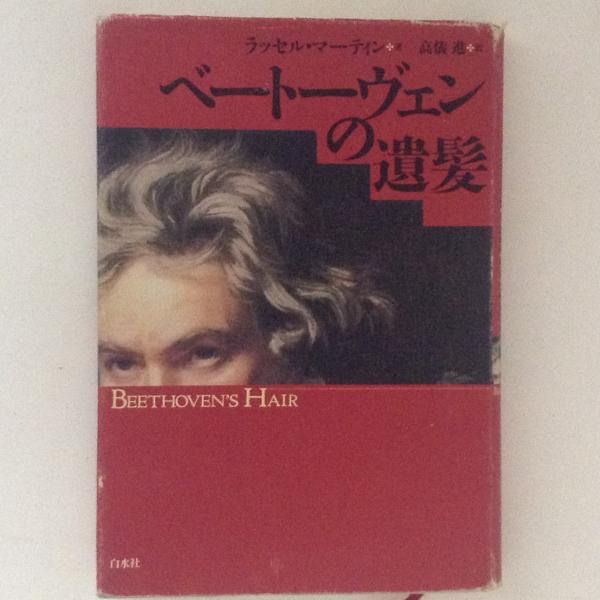 ラッセル・マーティン 著 高儀 進 訳
ベートーヴェン
の遺髪
BEETHOVEN'S HAIR
白水社